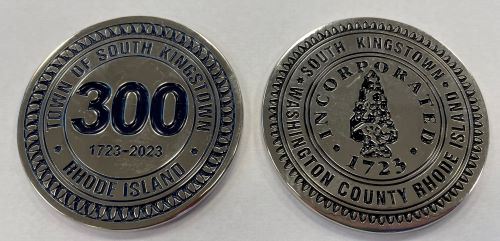 TOWN OF SOUTH KINGSTOWN
300
1723-2023
• RHODE ISLAND •
• SOUTH KINGSTOWN •
WASHINGTON COUNTY RHODE ISLAND
INCORPORATED
• 1723 •